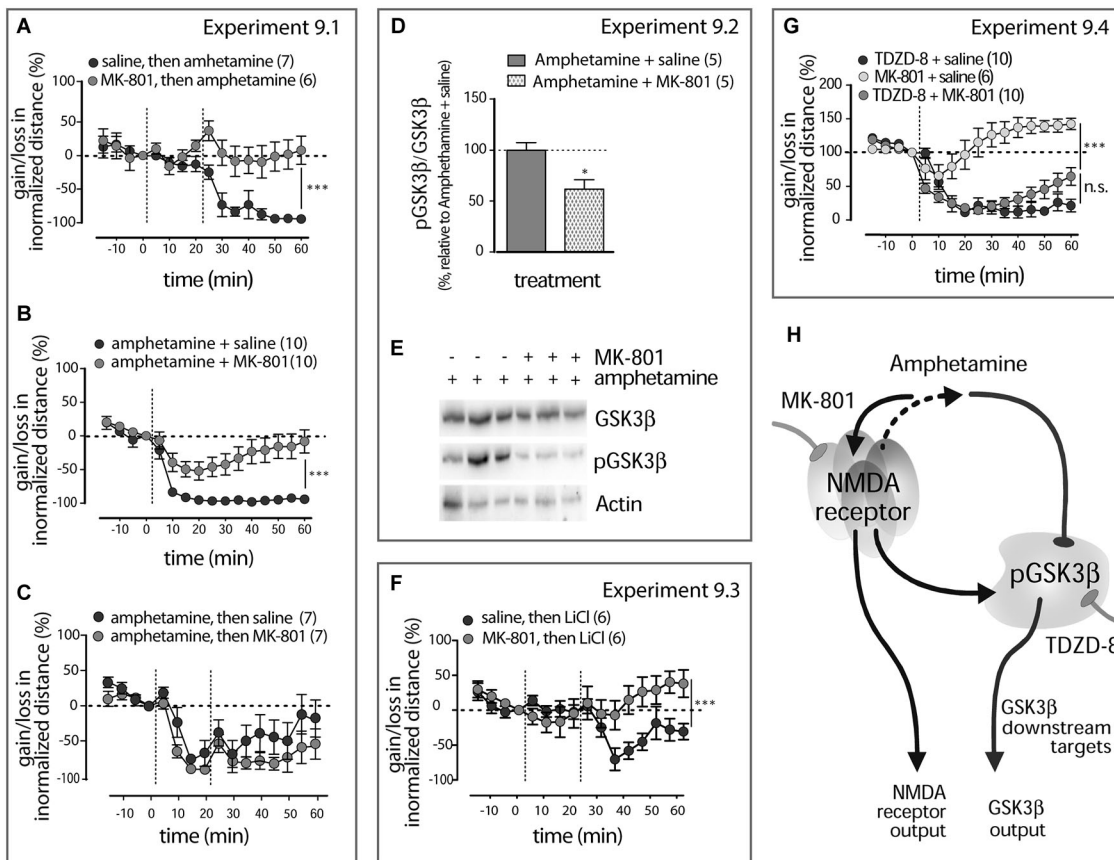 A
Experiment 9.1
saline, then amhetamine (7)
MK-801, then amphetamine (6)
gain/loss in
inormalized distance (%)
100
50
0
-50
-100
***
-10 0 10 20 30 40 50 60
time (min)
B
amphetamine + saline (10)
amphetamine + MK-801(10)
gain/loss in
inormalized distance (%)
100
50
0
-50
-100
***
-10 0 10 20 30 40 50 60
time (min)
C
amphetamine, then saline (7)
amphetamine, then MK-801 (7)
gain/loss in
inormalized distance (%)
100
50
0
-50
-100
-10 0 10 20 30 40 50 60
time (min)
D
Experiment 9.2
Amphetamine + saline (5)
Amphetamine + MK-801 (5)
pGSK3β/GSK3β
(%, relative to Amphethamine + saline)
150
100
50
0
*
treatment
E
- - - + + + MK-801
+ + + + + + amphetamine
GSK3β
pGSK3β
Actin
F
Experiment 9.3
saline, then LiCl (6)
MK-801, then LiCl (6)
gain/loss in
inormalized distance (%)
100
50
0
-50
-100
***
-10 0 10 20 30 40 50 60
time (min)
G
Experiment 9.4
TDZD-8 + saline (10)
MK-801 + saline (6)
TDZD-8 + MK-801 (10)
gain/loss in
inormalized distance (%)
200
150
100
50
0
***
n.s.
-10 0 10 20 30 40 50 60
time (min)
H
Amphetamine
MK-801
NMDA
receptor
pGSK3β
TDZD-8
GSK3β
downstream
targets
NMDA
receptor
output
GSK3β
output